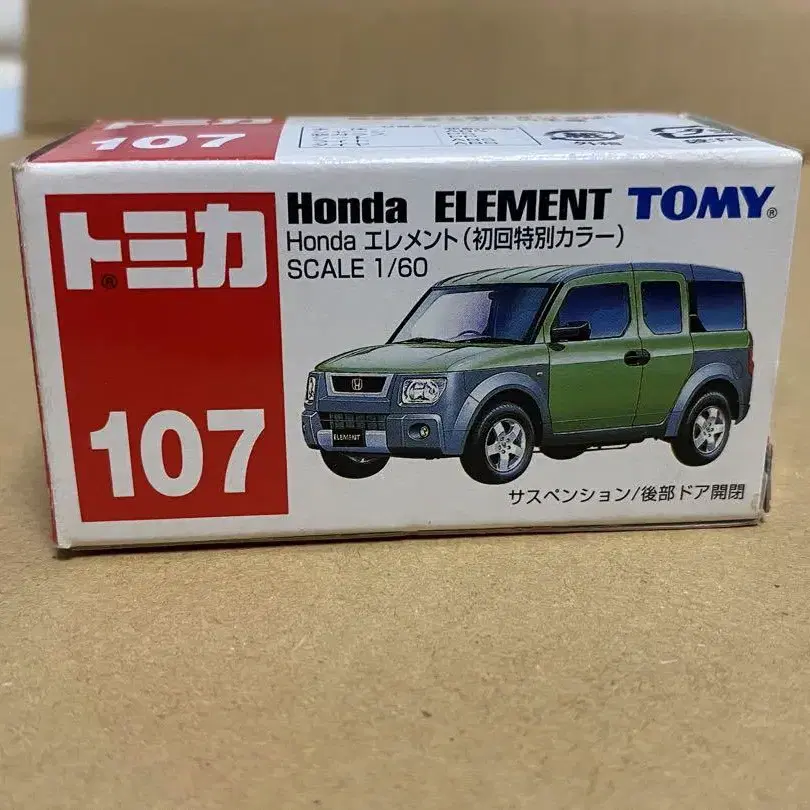 107
トミカ®
107
Honda ELEMENT TOMY®
Honda エレメント(初回特別カラー)
SCALE 1/60
ELEMENT
サスペンション/後部ドア開閉